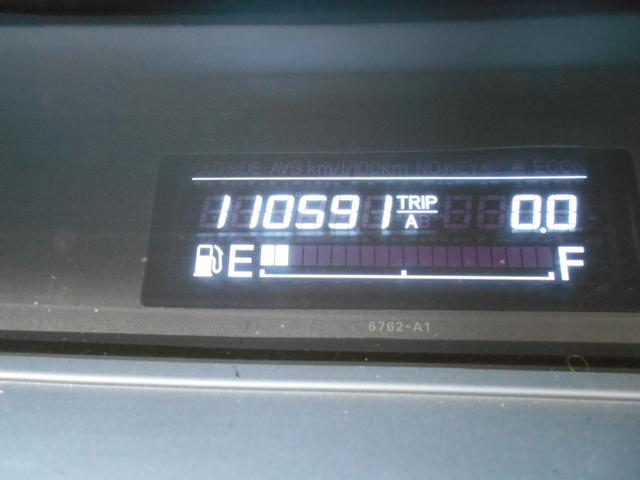 OUTSIDE AVG km/l/100km NO KEY ECON
110591 TRIP A B 0.0
E F
6762-A1